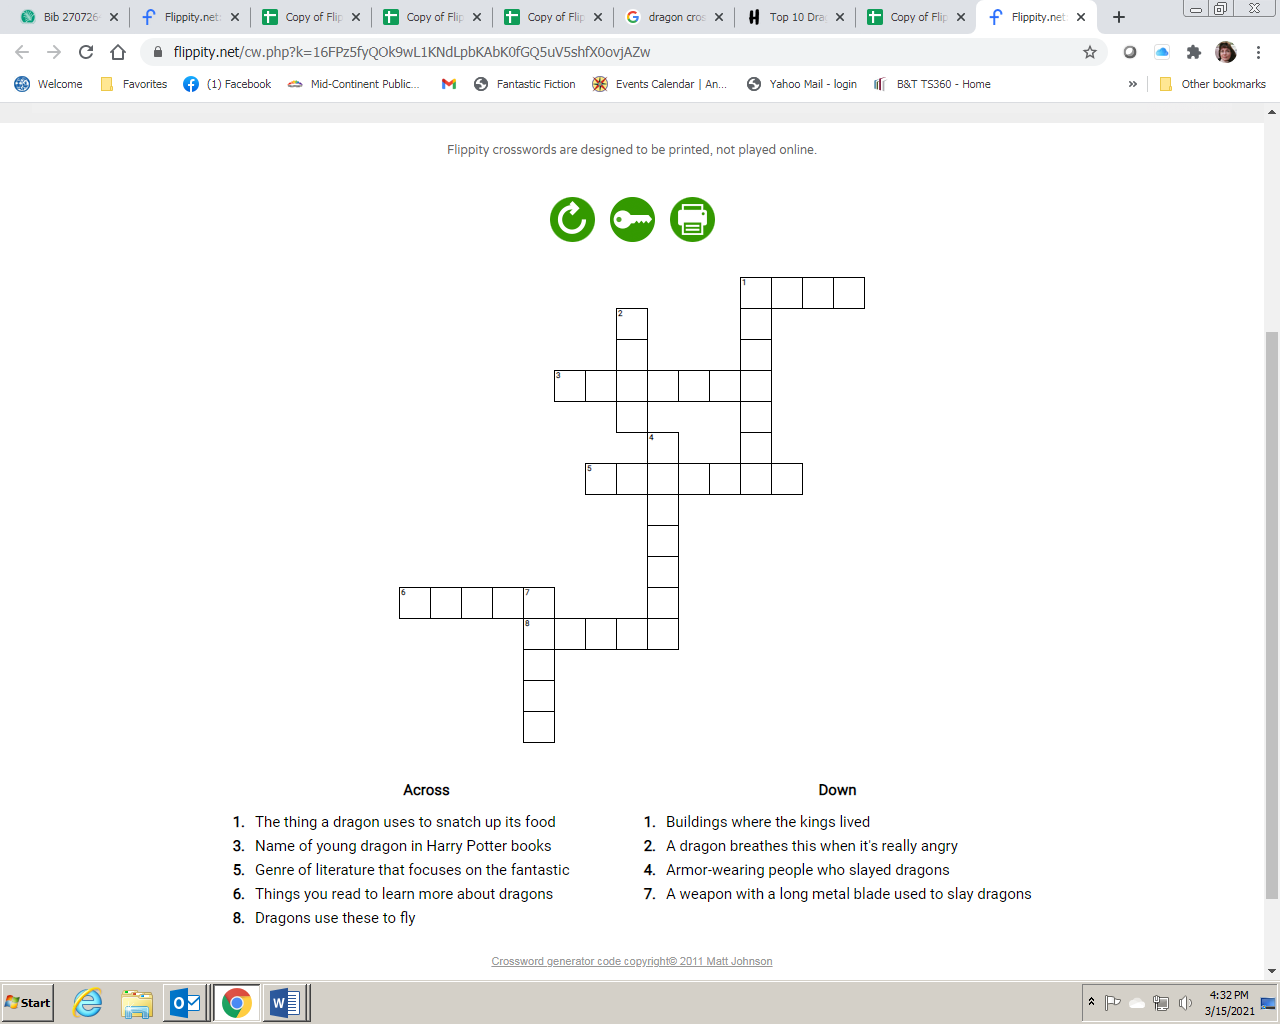 Bib 27072 Flippity.net Copy of Flip Copy of Flip Copy of Flip dragon cros Top 10 Dra Copy of Flip Flippity.net
flippity.net/cw.php?k=16FPz5fyQOk9wL1KNdLpbKAbK0fGQ5uV5shfX0ovjAZw
Welcome Favorites (1) Facebook Mid-Continent Public... Fantastic Fiction Events Calendar | An... Yahoo Mail - login B&T TS360 - Home » Other bookmarks
Flippity crosswords are designed to be printed, not played online.
1
2
3
4
5
6 7
8
Across Down
1. The thing a dragon uses to snatch up its food 1. Buildings where the kings lived
3. Name of young dragon in Harry Potter books 2. A dragon breathes this when it's really angry
5. Genre of literature that focuses on the fantastic 4. Armor-wearing people who slayed dragons
6. Things you read to learn more about dragons 7. A weapon with a long metal blade used to slay dragons
8. Dragons use these to fly
Crossword generator code copyright© 2011 Matt Johnson
Start 4:32 PM
3/15/2021